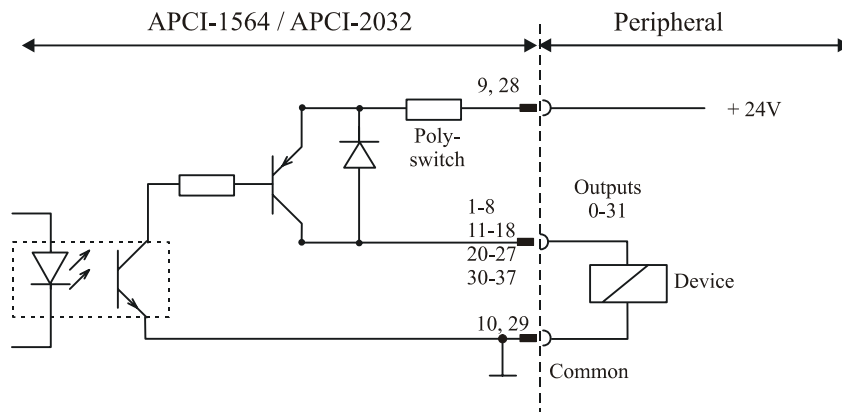 APCI-1564 / APCI-2032
Peripheral
9, 28
+ 24V
Poly-
switch
Outputs
0-31
1-8
11-18
20-27
30-37
Device
10, 29
Common